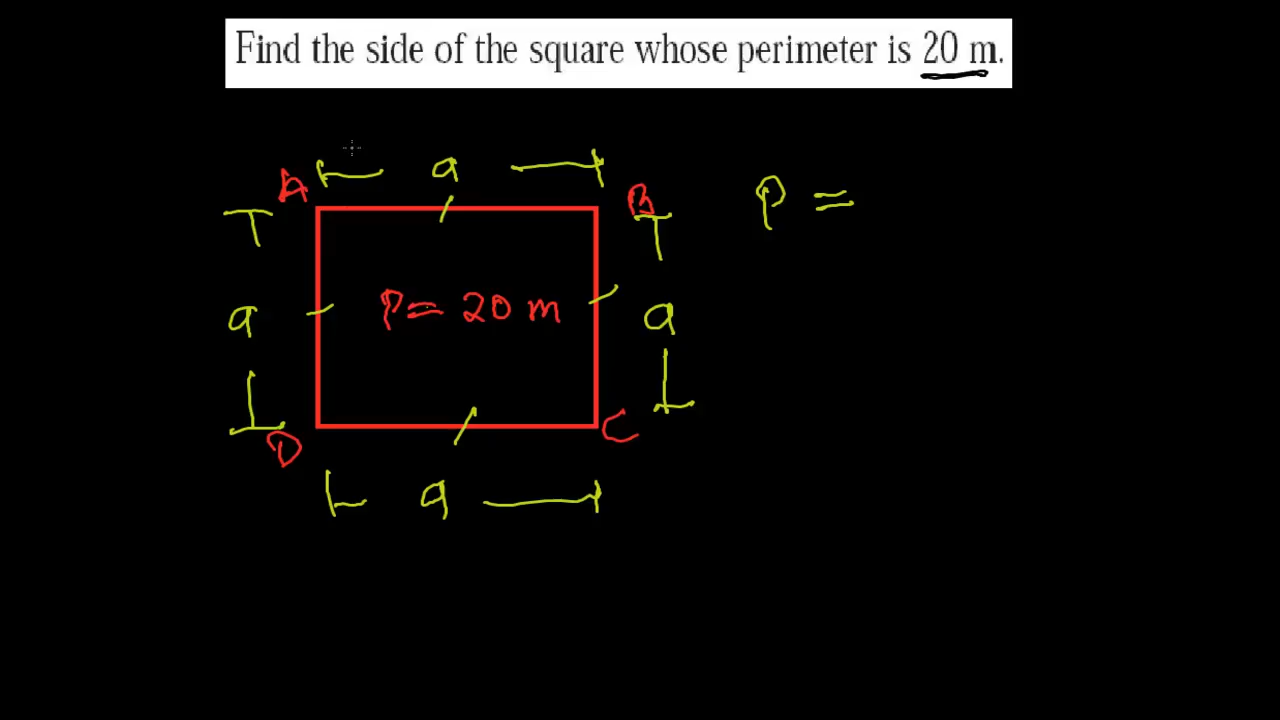 Find the side of the square whose perimeter is 20 m.
a
A
B
P =
a
P = 20 m
a
D
C
a